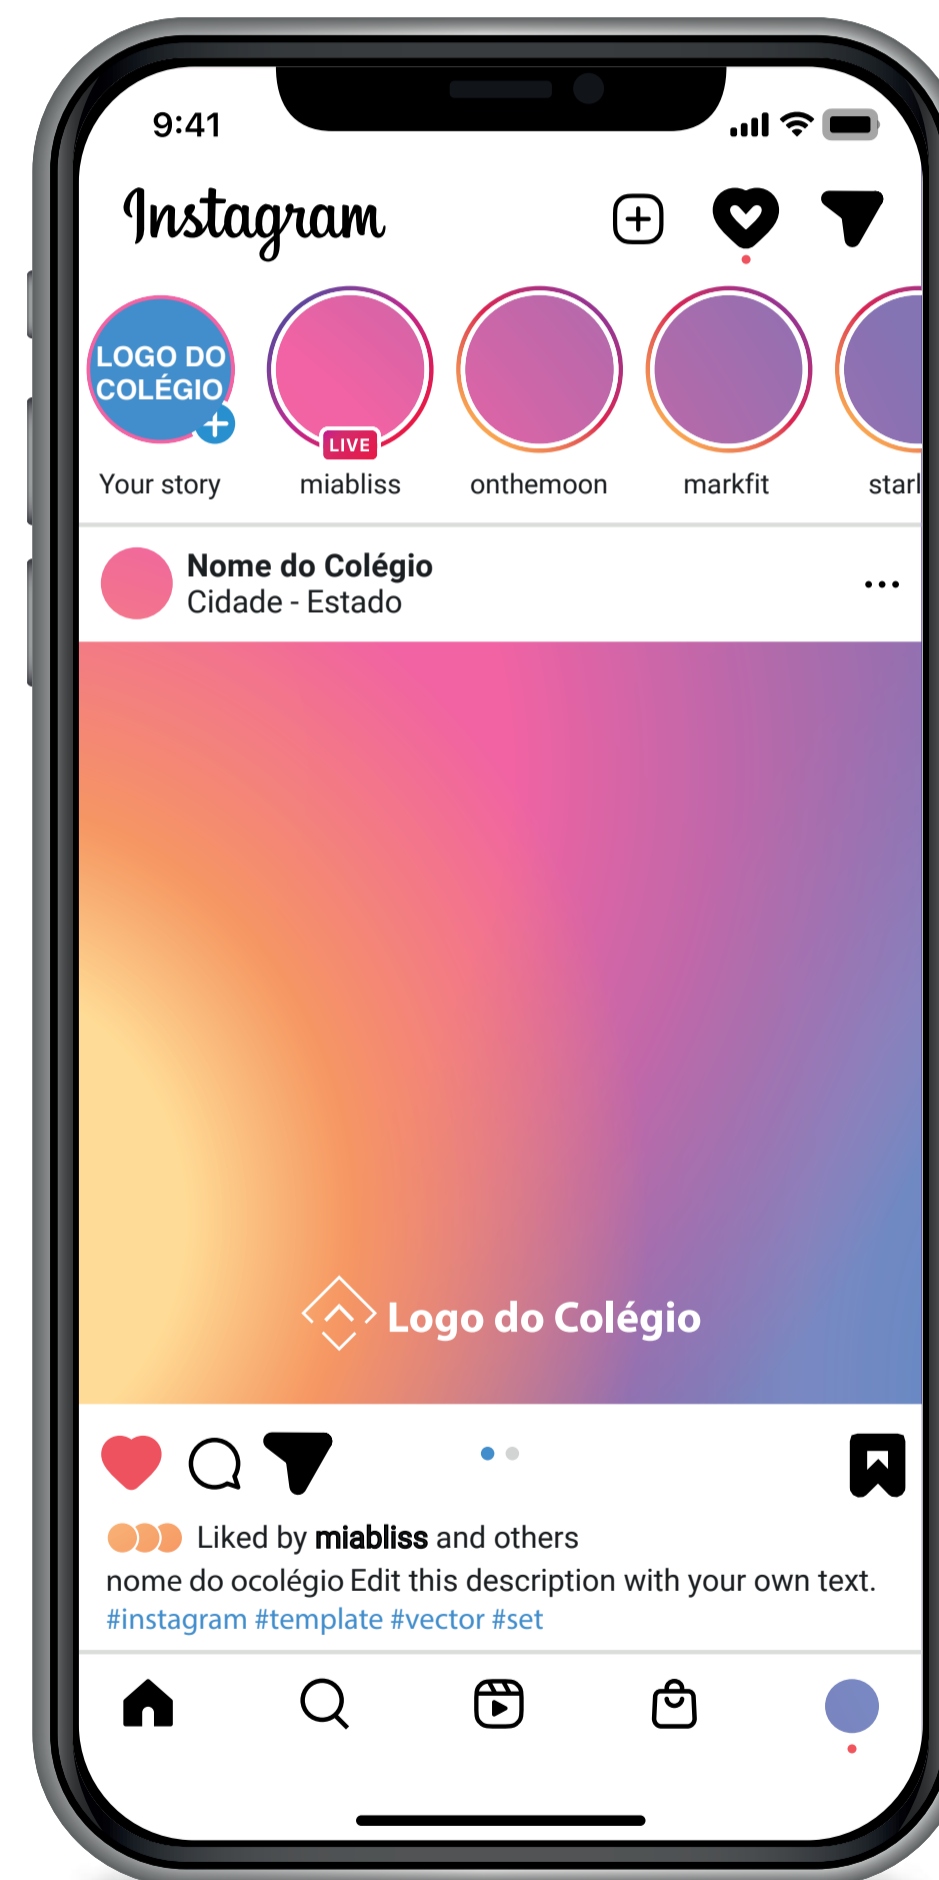 9:41
Instagram
LOGO DO
COLÉGIO
LIVE
Your story
miabliss
onthemoon
markfit
starl
Nome do Colégio
Cidade - Estado
Logo do Colégio
Liked by miabliss and others
nome do ocolégio Edit this description with your own text.
#instagram #template #vector #set